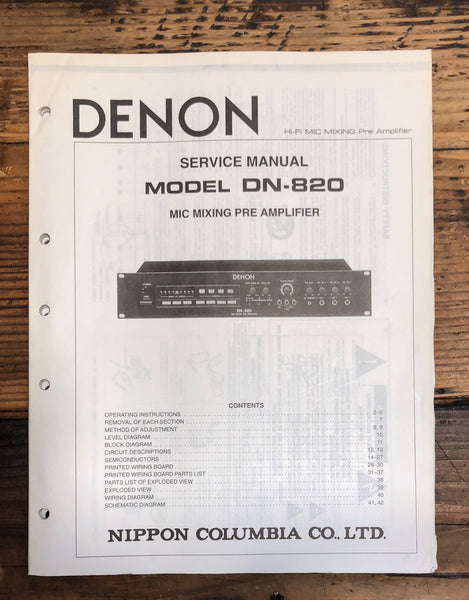 DENON
Hi-Fi MIC MIXING Pre Amplifier
SERVICE MANUAL
MODEL DN-820
MIC MIXING PRE AMPLIFIER
DENON
DN-820
CONTENTS
OPERATING INSTRUCTIONS 2-5
REMOVAL OF EACH SECTION 7
METHOD OF ADJUSTMENT 8, 9
LEVEL DIAGRAM 10
BLOCK DIAGRAM 11
CIRCUIT DESCRIPTIONS 12, 13
SEMICONDUCTORS 14-27
PRINTED WIRING BOARD 28-30
PRINTED WIRING BOARD PARTS LIST 31-37
PARTS LIST OF EXPLODED VIEW 38
EXPLODED VIEW 39
WIRING DIAGRAM 40
SCHEMATIC DIAGRAM 41, 42
NIPPON COLUMBIA CO., LTD.